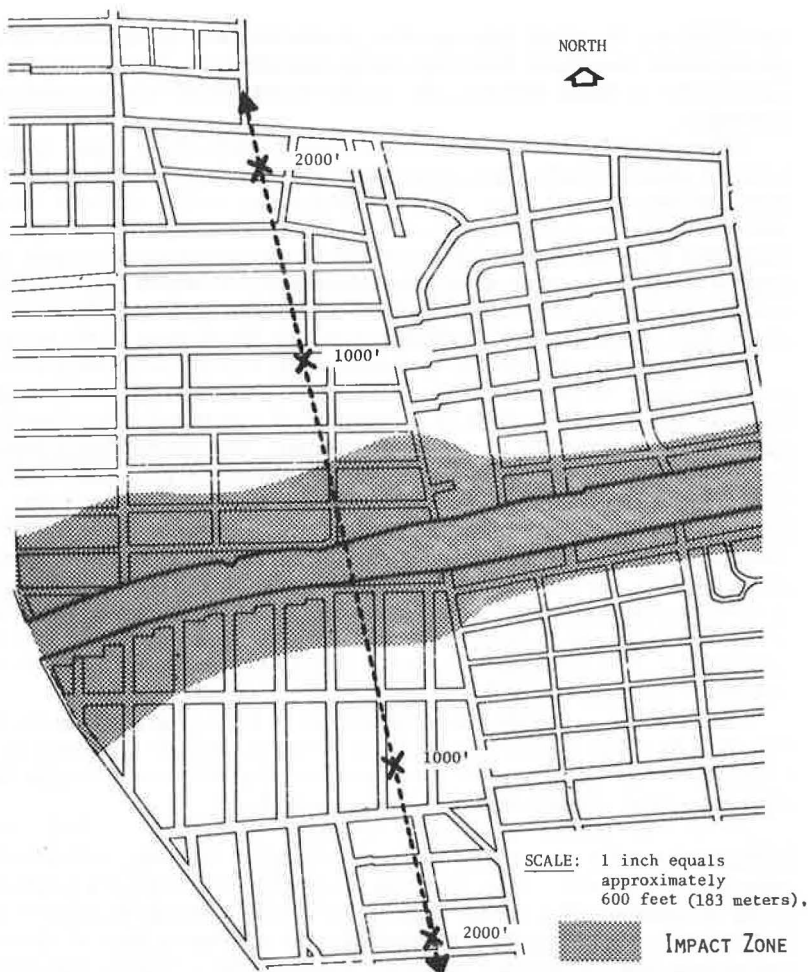 NORTH
2000'
1000'
1000'
SCALE: 1 inch equals
approximately
600 feet (183 meters).
2000'
IMPACT ZONE